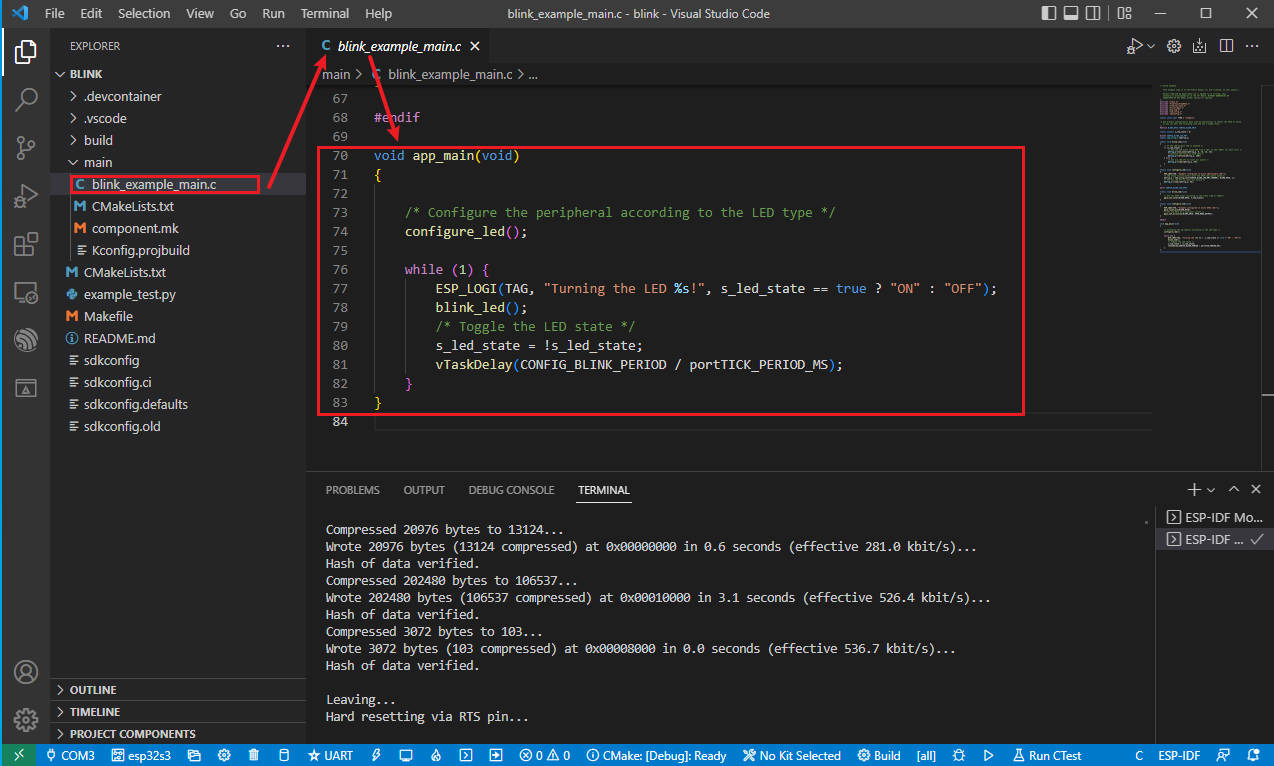 File Edit Selection View Go Run Terminal Help
blink_example_main.c - blink - Visual Studio Code
EXPLORER
BLINK
.devcontainer
.vscode
build
main
C blink_example_main.c
M CMakeLists.txt
M component.mk
Kconfig.projbuild
M CMakeLists.txt
example_test.py
M Makefile
README.md
sdkconfig
sdkconfig.ci
sdkconfig.defaults
sdkconfig.old
OUTLINE
TIMELINE
PROJECT COMPONENTS
C blink_example_main.c
main > C blink_example_main.c > ...
67
68 #endif
69
70 void app_main(void)
71 {
72
73 /* Configure the peripheral according to the LED type */
74 configure_led();
75
76 while (1) {
77 ESP_LOGI(TAG, "Turning the LED %s!", s_led_state == true ? "ON" : "OFF");
78 blink_led();
79 /* Toggle the LED state */
80 s_led_state = !s_led_state;
81 vTaskDelay(CONFIG_BLINK_PERIOD / portTICK_PERIOD_MS);
82 }
83 }
84
PROBLEMS OUTPUT DEBUG CONSOLE TERMINAL
Compressed 20976 bytes to 13124...
Wrote 20976 bytes (13124 compressed) at 0x00000000 in 0.6 seconds (effective 281.0 kbit/s)...
Hash of data verified.
Compressed 202480 bytes to 106537...
Wrote 202480 bytes (106537 compressed) at 0x00010000 in 3.1 seconds (effective 526.4 kbit/s)...
Hash of data verified.
Compressed 3072 bytes to 103...
Wrote 3072 bytes (103 compressed) at 0x00008000 in 0.0 seconds (effective 536.7 kbit/s)...
Hash of data verified.
Leaving...
Hard resetting via RTS pin...
ESP-IDF Mo...
ESP-IDF ...
COM3 esp32s3 UART 0 0 CMake: [Debug]: Ready No Kit Selected Build [all] Run CTest C ESP-IDF